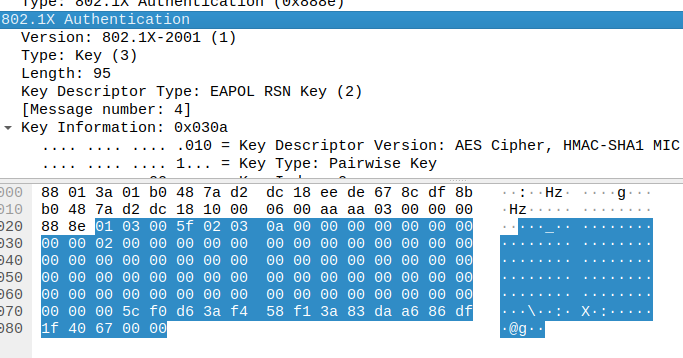 802.1X Authentication (0x888e)
802.1X Authentication
Version: 802.1X-2001 (1)
Type: Key (3)
Length: 95
Key Descriptor Type: EAPOL RSN Key (2)
[Message number: 4]
Key Information: 0x030a
.... .... .... .010 = Key Descriptor Version: AES Cipher, HMAC-SHA1 MIC
.... .... .... 1... = Key Type: Pairwise Key
000 88 01 3a 01 b0 48 7a d2 dc 18 ee de 67 8c df 8b ··:··Hz· ····g···
010 b0 48 7a d2 dc 18 10 00 06 00 aa aa 03 00 00 00 ·Hz····· ········
020 88 8e 01 03 00 5f 02 03 0a 00 00 00 00 00 00 00 ·····_·· ········
030 00 00 02 00 00 00 00 00 00 00 00 00 00 00 00 00 ········ ········
040 00 00 00 00 00 00 00 00 00 00 00 00 00 00 00 00 ········ ········
050 00 00 00 00 00 00 00 00 00 00 00 00 00 00 00 00 ········ ········
060 00 00 00 00 00 00 00 00 00 00 00 00 00 00 00 00 ········ ········
070 00 00 00 5c f0 d6 3a f4 58 f1 3a 83 da a6 86 df ···\··:· X·:·····
080 1f 40 67 00 00 ·@g··